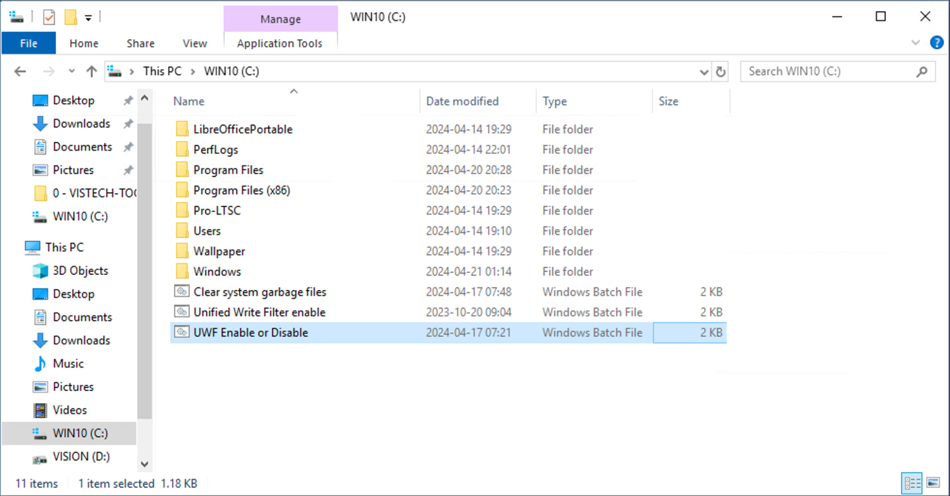 Manage
WIN10 (C:)
File
Home
Share
View
Application Tools
This PC
WIN10 (C:)
Search WIN10 (C:)
Desktop
Downloads
Documents
Pictures
0 - VISTECH-TOO
WIN10 (C:)
This PC
3D Objects
Desktop
Documents
Downloads
Music
Pictures
Videos
WIN10 (C:)
VISION (D:)
Name Date modified Type Size
LibreOfficePortable 2024-04-14 19:29 File folder
PerfLogs 2024-04-14 22:01 File folder
Program Files 2024-04-20 20:28 File folder
Program Files (x86) 2024-04-20 20:23 File folder
Pro-LTSC 2024-04-14 19:29 File folder
Users 2024-04-14 19:10 File folder
Wallpaper 2024-04-14 19:29 File folder
Windows 2024-04-21 01:14 File folder
Clear system garbage files 2024-04-17 07:48 Windows Batch File 2 KB
Unified Write Filter enable 2023-10-20 09:04 Windows Batch File 2 KB
UWF Enable or Disable 2024-04-17 07:21 Windows Batch File 2 KB
11 items 1 item selected 1.18 KB